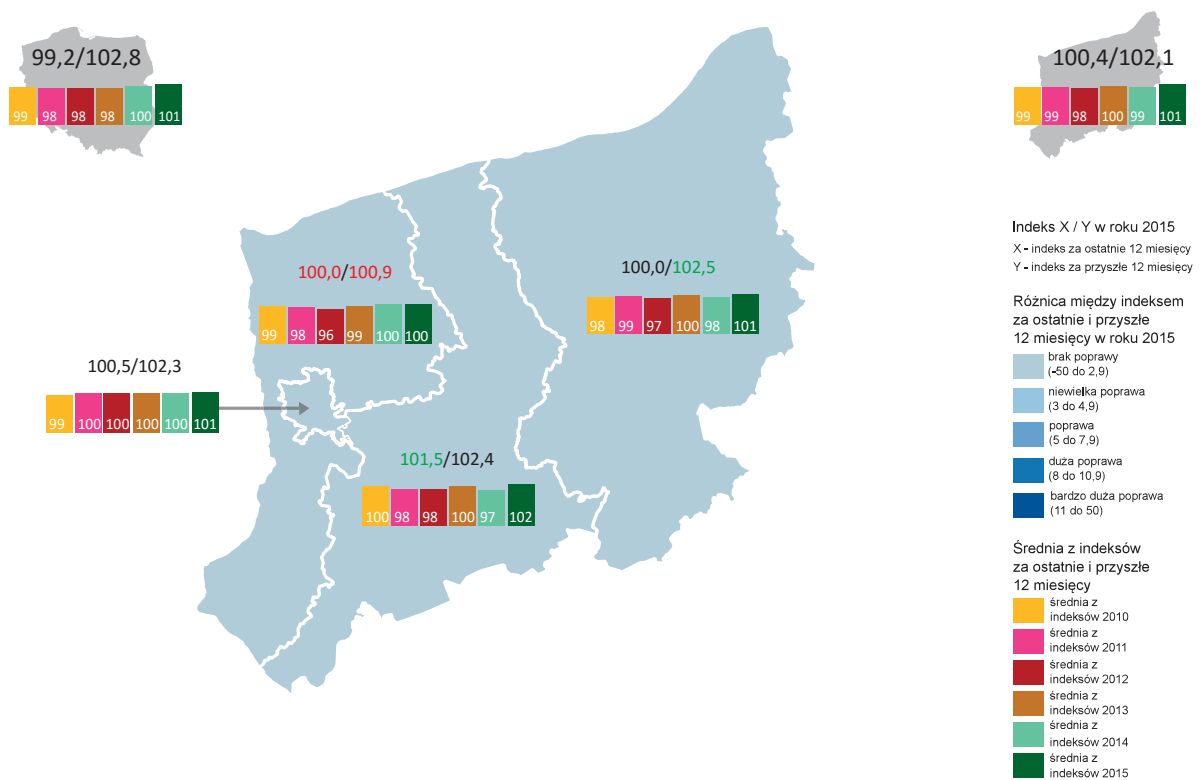 99,2/102,8
99 98 98 98 100 101
100,4/102,1
99 99 98 100 99 101
100,0/100,9
99 98 96 99 100 100
100,0/102,5
98 99 97 100 98 101
100,5/102,3
99 100 100 100 100 101
101,5/102,4
100 98 98 100 97 102
Indeks X / Y w roku 2015
X - indeks za ostatnie 12 miesięcy
Y - indeks za przyszłe 12 miesięcy
Różnica między indeksem
za ostatnie i przyszłe
12 miesięcy w roku 2015
brak poprawy
(-50 do 2,9)
niewielka poprawa
(3 do 4,9)
poprawa
(5 do 7,9)
duża poprawa
(8 do 10,9)
bardzo duża poprawa
(11 do 50)
Średnia z indeksów
za ostatnie i przyszłe
12 miesięcy
średnia z
indeksów 2010
średnia z
indeksów 2011
średnia z
indeksów 2012
średnia z
indeksów 2013
średnia z
indeksów 2014
średnia z
indeksów 2015